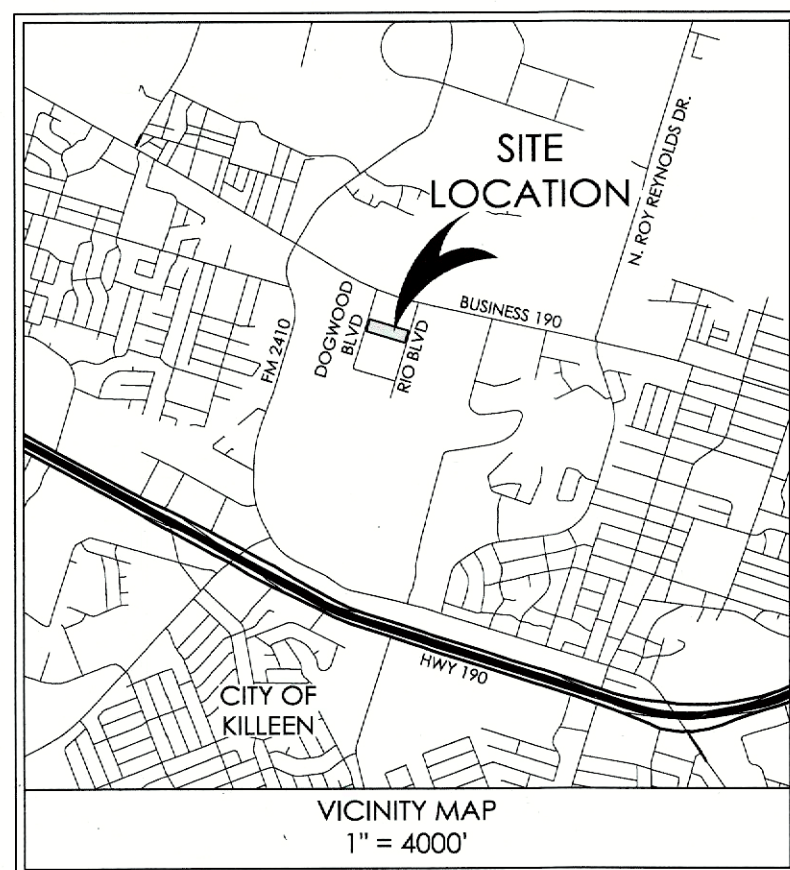 SITE
LOCATION
N. ROY REYNOLDS DR.
BUSINESS 190
DOGWOOD
BLVD
FM 2410
RIO BLVD
HWY 190
CITY OF
KILLEEN
VICINITY MAP
1" = 4000'